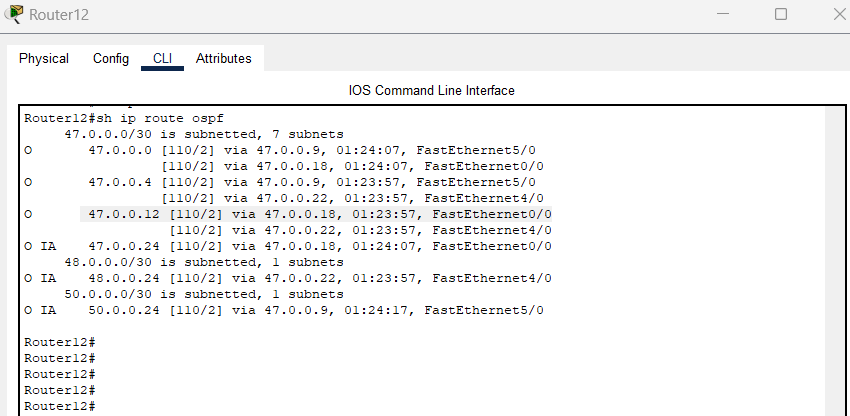 Router12
Physical Config CLI Attributes
IOS Command Line Interface
Router12#sh ip route ospf
     47.0.0.0/30 is subnetted, 7 subnets
O       47.0.0.0 [110/2] via 47.0.0.9, 01:24:07, FastEthernet5/0
                 [110/2] via 47.0.0.18, 01:24:07, FastEthernet0/0
O       47.0.0.4 [110/2] via 47.0.0.9, 01:23:57, FastEthernet5/0
                 [110/2] via 47.0.0.22, 01:23:57, FastEthernet4/0
O       47.0.0.12 [110/2] via 47.0.0.18, 01:23:57, FastEthernet0/0
                  [110/2] via 47.0.0.22, 01:23:57, FastEthernet4/0
O IA    47.0.0.24 [110/2] via 47.0.0.18, 01:24:07, FastEthernet0/0
     48.0.0.0/30 is subnetted, 1 subnets
O IA    48.0.0.24 [110/2] via 47.0.0.22, 01:23:57, FastEthernet4/0
     50.0.0.0/30 is subnetted, 1 subnets
O IA    50.0.0.24 [110/2] via 47.0.0.9, 01:24:17, FastEthernet5/0
Router12#
Router12#
Router12#
Router12#
Router12#